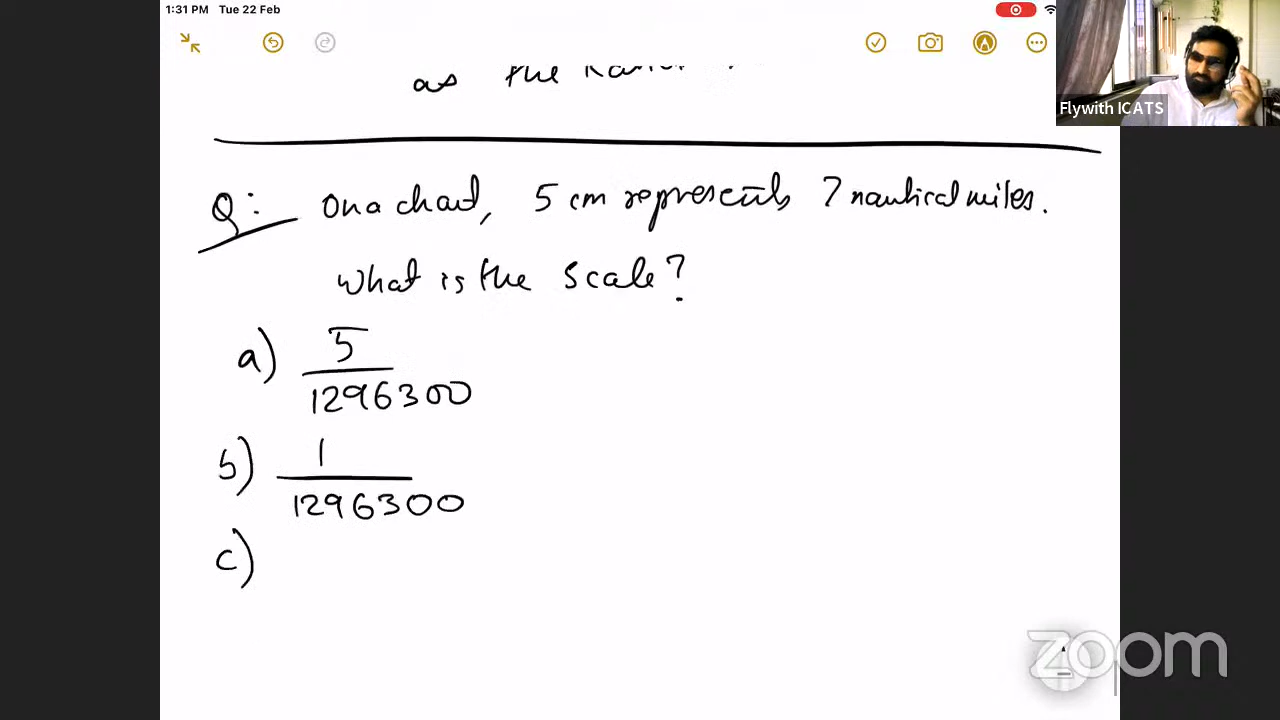 1:31 PM Tue 22 Feb
Flywith ICATS
as the
Q: On a chart, 5 cm represents 7 nautical miles.
What is the scale?
a) 5
1296300
b) 1
1296300
c)
zoom